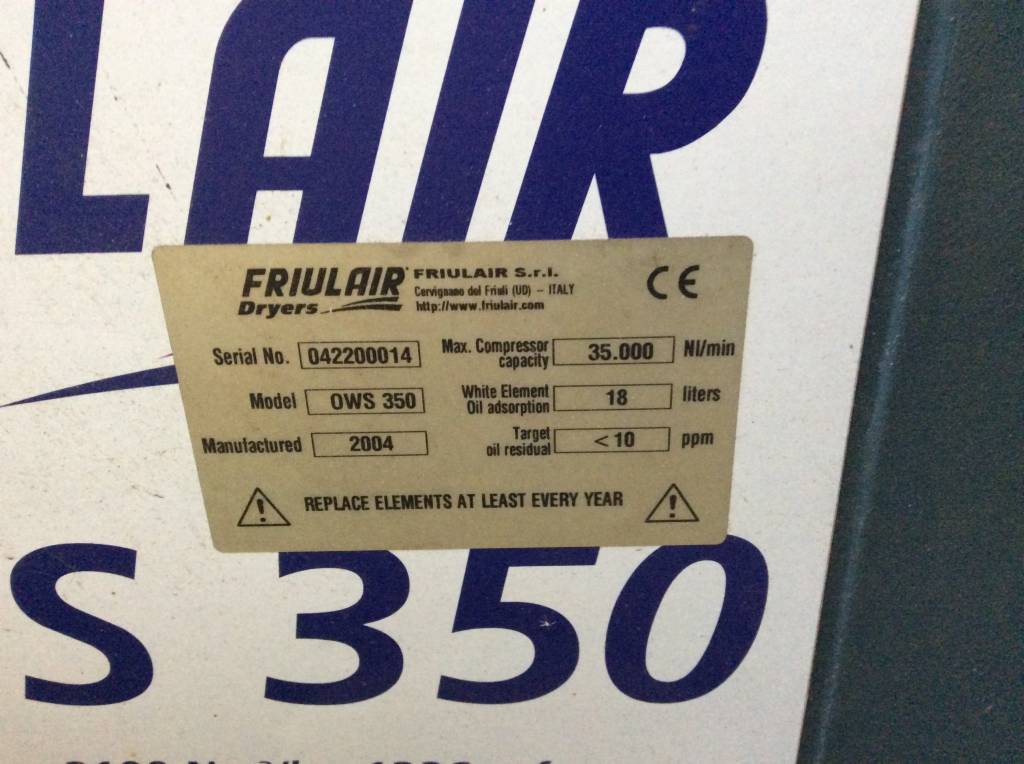 LAIR
FRIULAIR
Dryers
FRIULAIR S.r.l.
Cervignano del Friuli (UD) – ITALY
http://www.friulair.com
CE
Serial No. 042200014
Max. Compressor capacity 35.000 Nl/min
Model OWS 350
White Element Oil adsorption 18 liters
Manufactured 2004
Target oil residual <10 ppm
REPLACE ELEMENTS AT LEAST EVERY YEAR
S 350